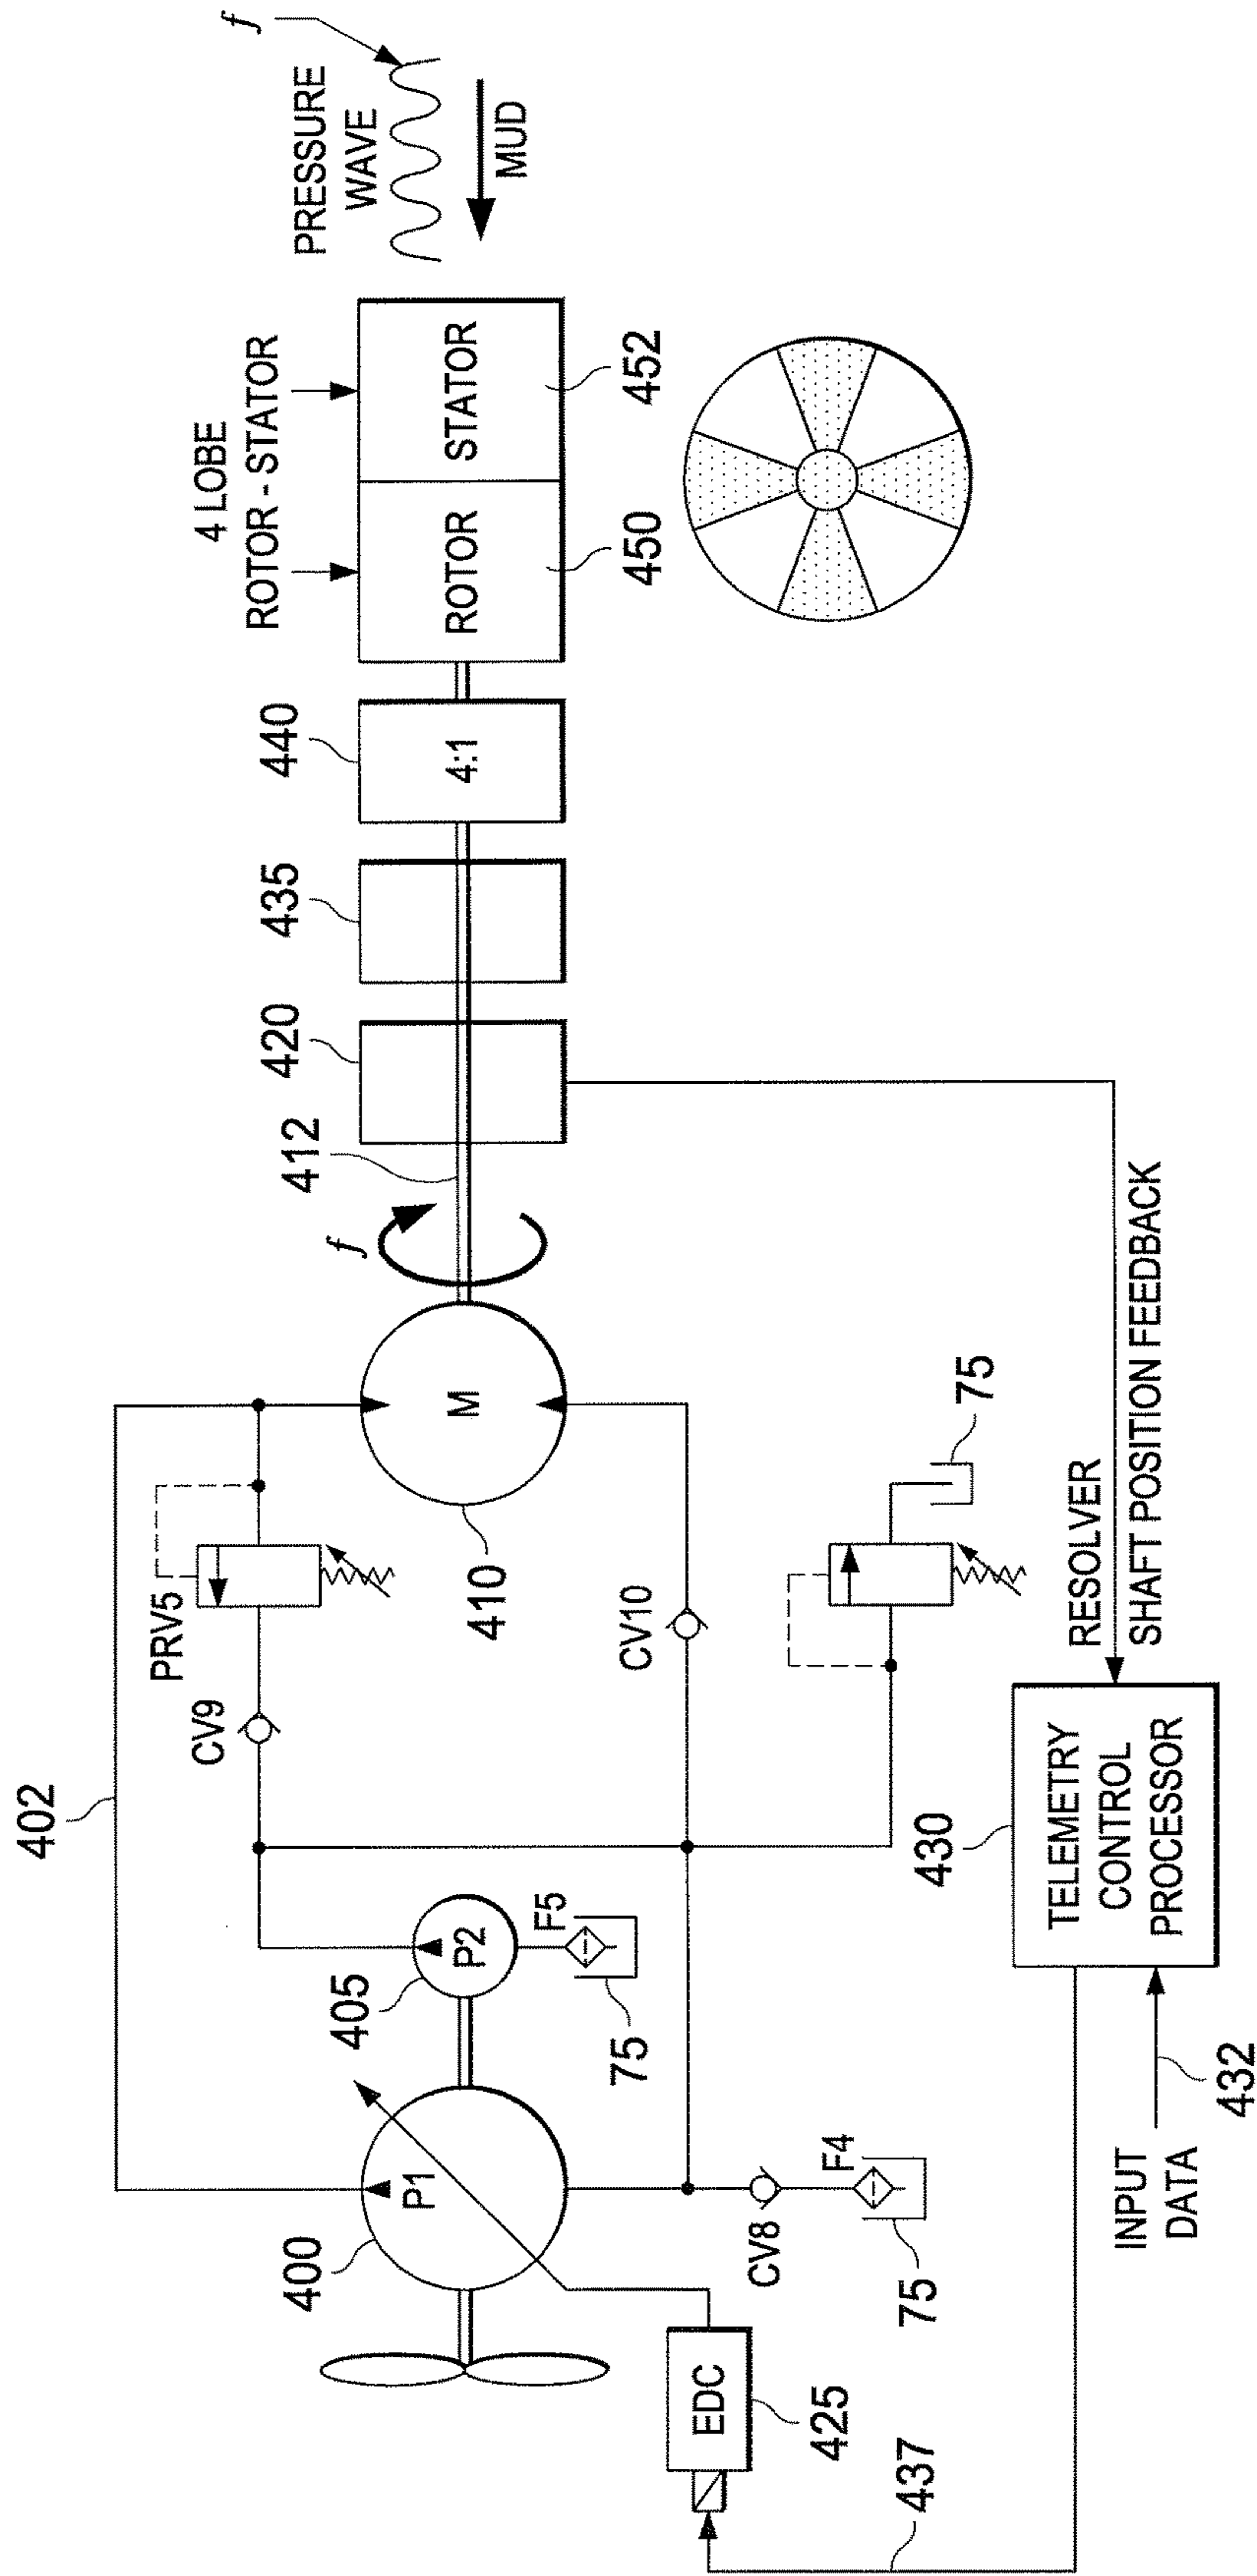 402
PRV5
CV9
400
P1
405
P2
F5
75
EDC
425
437
CV8
F4
75
CV10
410
M
f
412
420
435
440
4:1
4 LOBE
ROTOR - STATOR
ROTOR
STATOR
450
452
PRESSURE
WAVE
f
MUD
75
430
TELEMETRY
CONTROL
PROCESSOR
INPUT
DATA
432
RESOLVER
SHAFT POSITION FEEDBACK